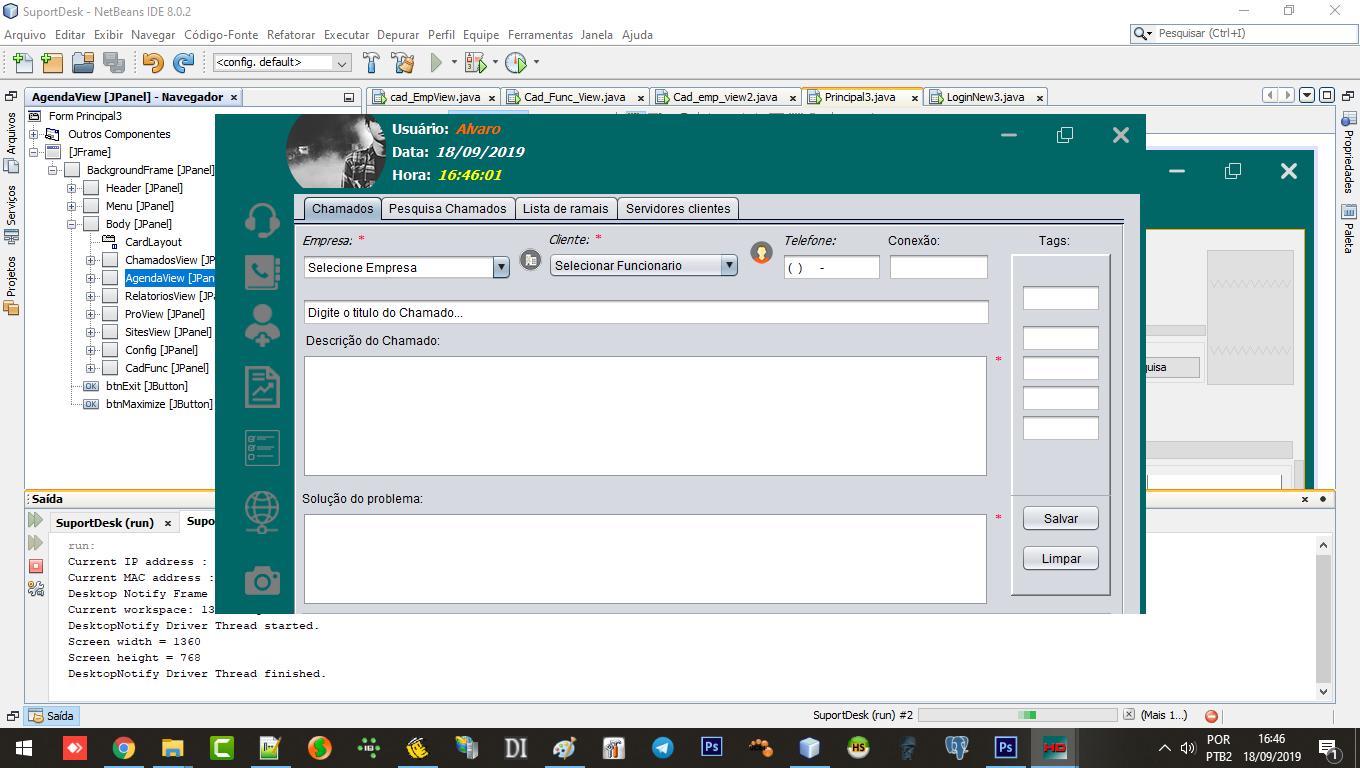 SuportDesk - NetBeans IDE 8.0.2
Arquivo Editar Exibir Navegar Código-Fonte Refatorar Executar Depurar Perfil Equipe Ferramentas Janela Ajuda
Pesquisar (Ctrl+I)
<config. default>
AgendaView [JPanel] - Navegador
cad_EmpView.java
Cad_Func_View.java
Cad_emp_view2.java
Principal3.java
LoginNew3.java
Arquivos
Serviços
Projetos
Propriedades
Paleta
Form Principal3
Outros Componentes
[JFrame]
BackgroundFrame [JPanel]
Header [JPanel]
Menu [JPanel]
Body [JPanel]
CardLayout
ChamadosView [JP
AgendaView [JPan
RelatoriosView [JP
ProView [JPanel]
SitesView [JPanel]
Config [JPanel]
CadFunc [JPanel]
OK btnExit [JButton]
OK btnMaximize [JButton]
Usuário: Alvaro
Data: 18/09/2019
Hora: 16:46:01
Chamados
Pesquisa Chamados
Lista de ramais
Servidores clientes
Empresa: *
Cliente: *
Telefone:
Conexão:
Tags:
Selecione Empresa
Selecionar Funcionario
( ) -
Digite o titulo do Chamado...
Descrição do Chamado:
*
Solução do problema:
*
Salvar
Limpar
uisa
Saída
SuportDesk (run)
Supo
run:
Current IP address :
Current MAC address :
Desktop Notify Frame
Current workspace: 13
DesktopNotify Driver Thread started.
Screen width = 1360
Screen height = 768
DesktopNotify Driver Thread finished.
Saída
SuportDesk (run) #2
(Mais 1...)
DI
Ps
HS
Ps
HD
POR
PTB2
16:46
18/09/2019
1